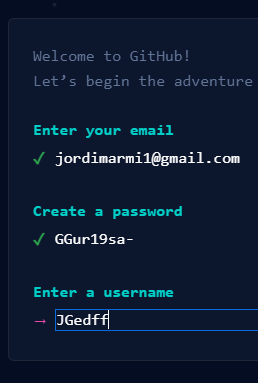 Welcome to GitHub!
Let’s begin the adventure
Enter your email
✓ jordimarmi1@gmail.com
Create a password
✓ GGur19sa-
Enter a username
→ JGedff